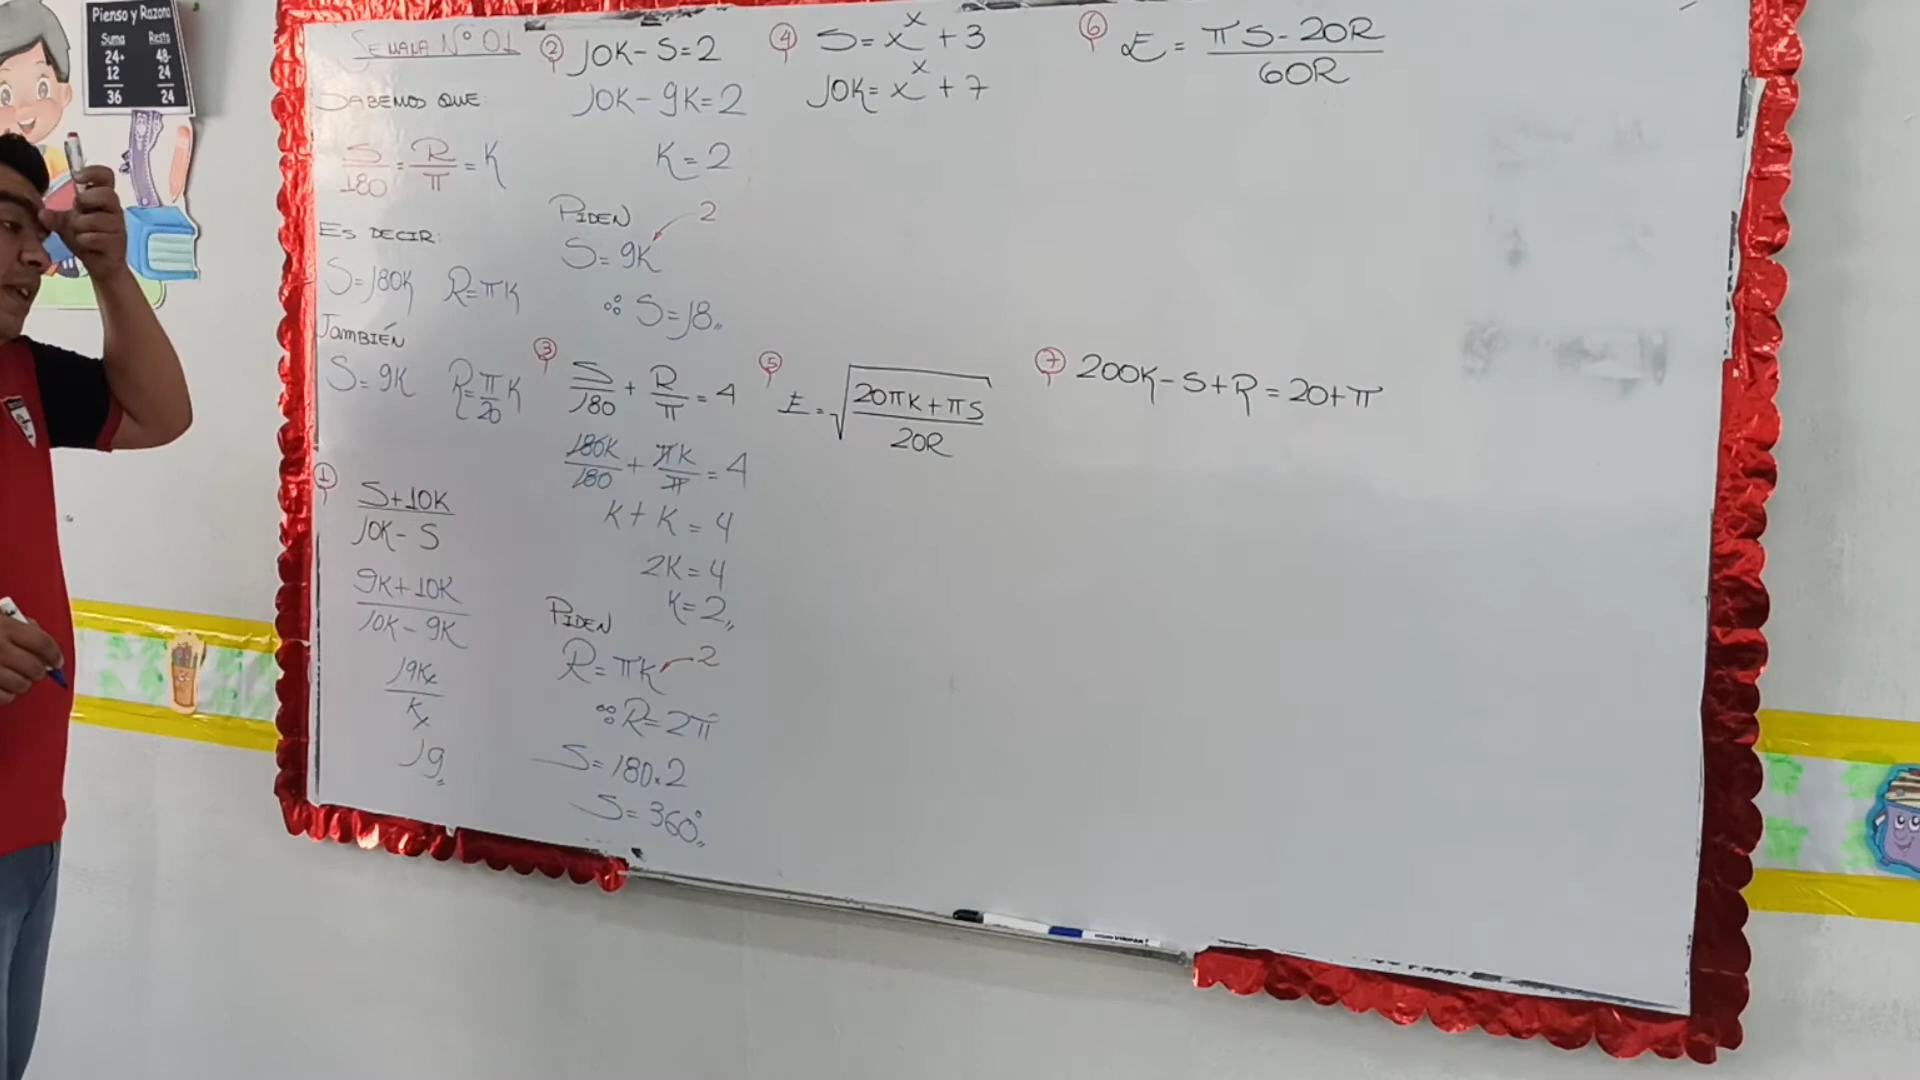 Pienso y Razono
Suma Resta
24+ 48-
12 24
36 24
SEMANA N° 01
SABEMOS QUE:
S/180 = R/π = K
ES DECIR:
S=180K R=πK
TAMBIÉN
S=9K R=π/20 K
① S+10K
10K-S
9K+10K
10K-9K
19K
K
19,,
② 10K-S=2
10K-9K=2
K=2
PIDEN
2
S=9K
∴ S=18,,
③ S/180 + R/π = 4
180K/180 + πK/π = 4
K+K=4
2K=4
K=2,,
PIDEN
R=πK 2
∴ R=2π
S=180.2
S=360°,,
④ S=x^x+3
10K=x^x+7
⑤ E=√((20πK+πS)/20R)
⑥ E = (πS-20R)/60R
⑦ 200K-S+R=20+π